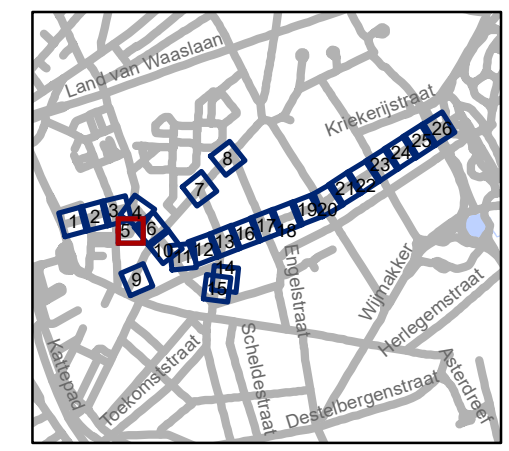 Land van Waaslaan
Kriekerijstraat
26
25
24
23
8
7
22
21
20
19
3
4
2
1
5
6
18
17
16
13
12
10
11
14
15
9
Engelstraat
Wijmakker
Herlegemstraat
Kattepad
Toekomststraat
Scheldestraat
Destelbergenstraat
Asterdreef